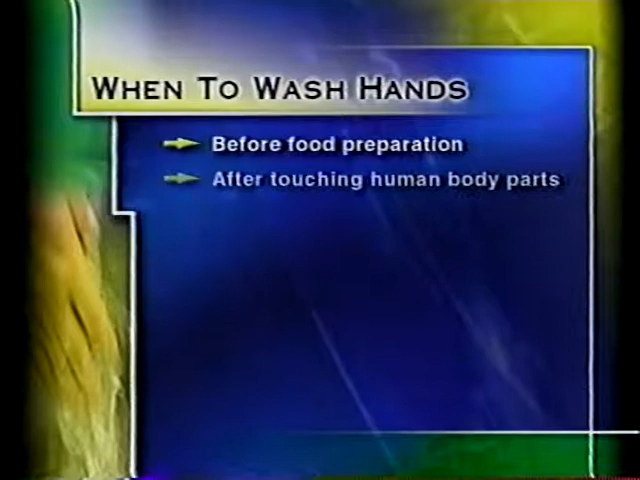 WHEN TO WASH HANDS
Before food preparation
After touching human body parts